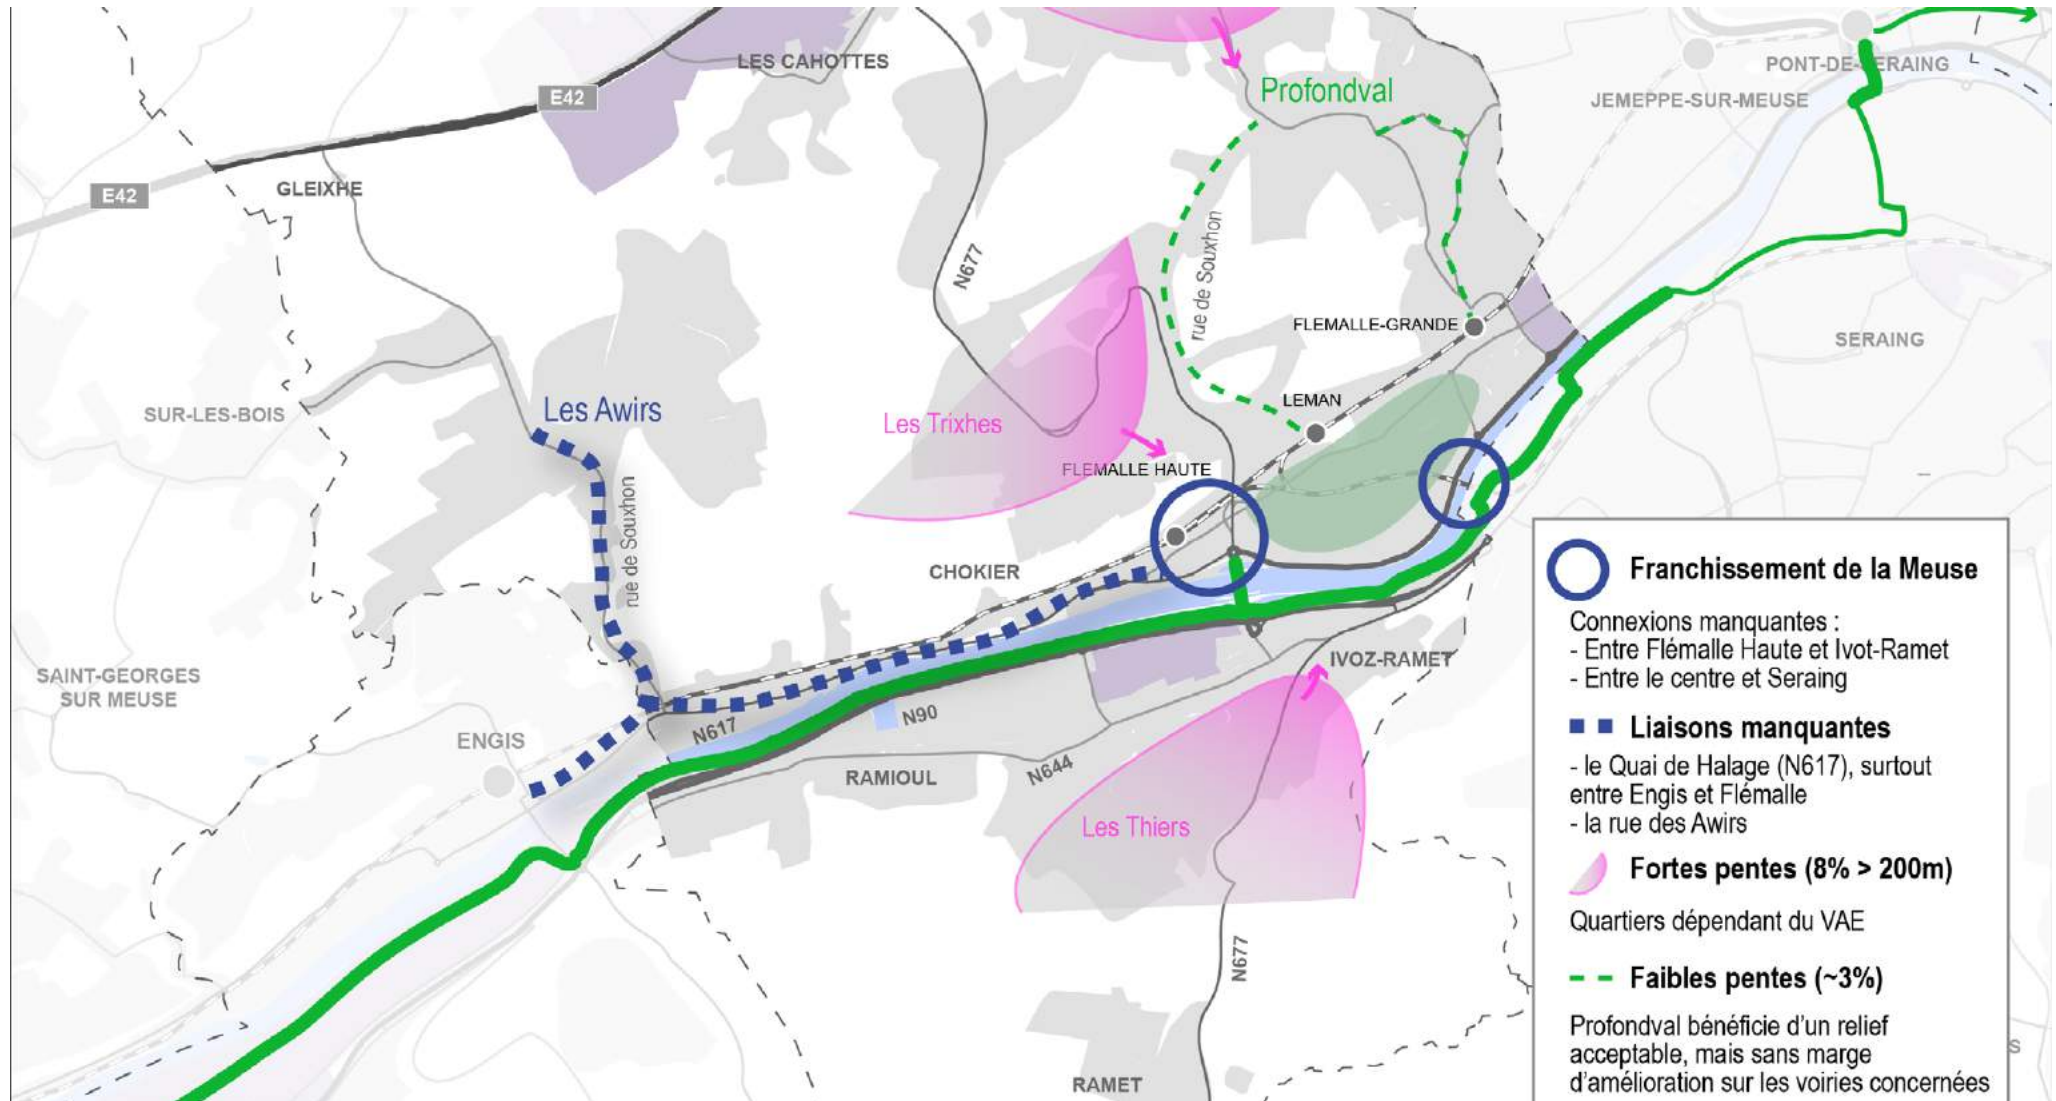 LES CAHOTTES
E42
E42
GLEIXHE
Profondval
PONT-DE-SERAING
JEMEPPE-SUR-MEUSE
N677
rue de Souxhon
FLEMALLE-GRANDE
SERAING
SUR-LES-BOIS
Les Awirs
LEMAN
Les Trixhes
FLEMALLE HAUTE
rue de Souxhon
CHOKIER
SAINT-GEORGES
SUR MEUSE
IVOZ-RAMET
ENGIS
N617
N90
RAMIOUL
N644
Les Thiers
N677
RAMET
Franchissement de la Meuse
Connexions manquantes :
- Entre Flémalle Haute et Ivot-Ramet
- Entre le centre et Seraing
Liaisons manquantes
- le Quai de Halage (N617), surtout
entre Engis et Flémalle
- la rue des Awirs
Fortes pentes (8% > 200m)
Quartiers dépendant du VAE
Faibles pentes (~3%)
Profondval bénéficie d'un relief
acceptable, mais sans marge
d'amélioration sur les voiries concernées